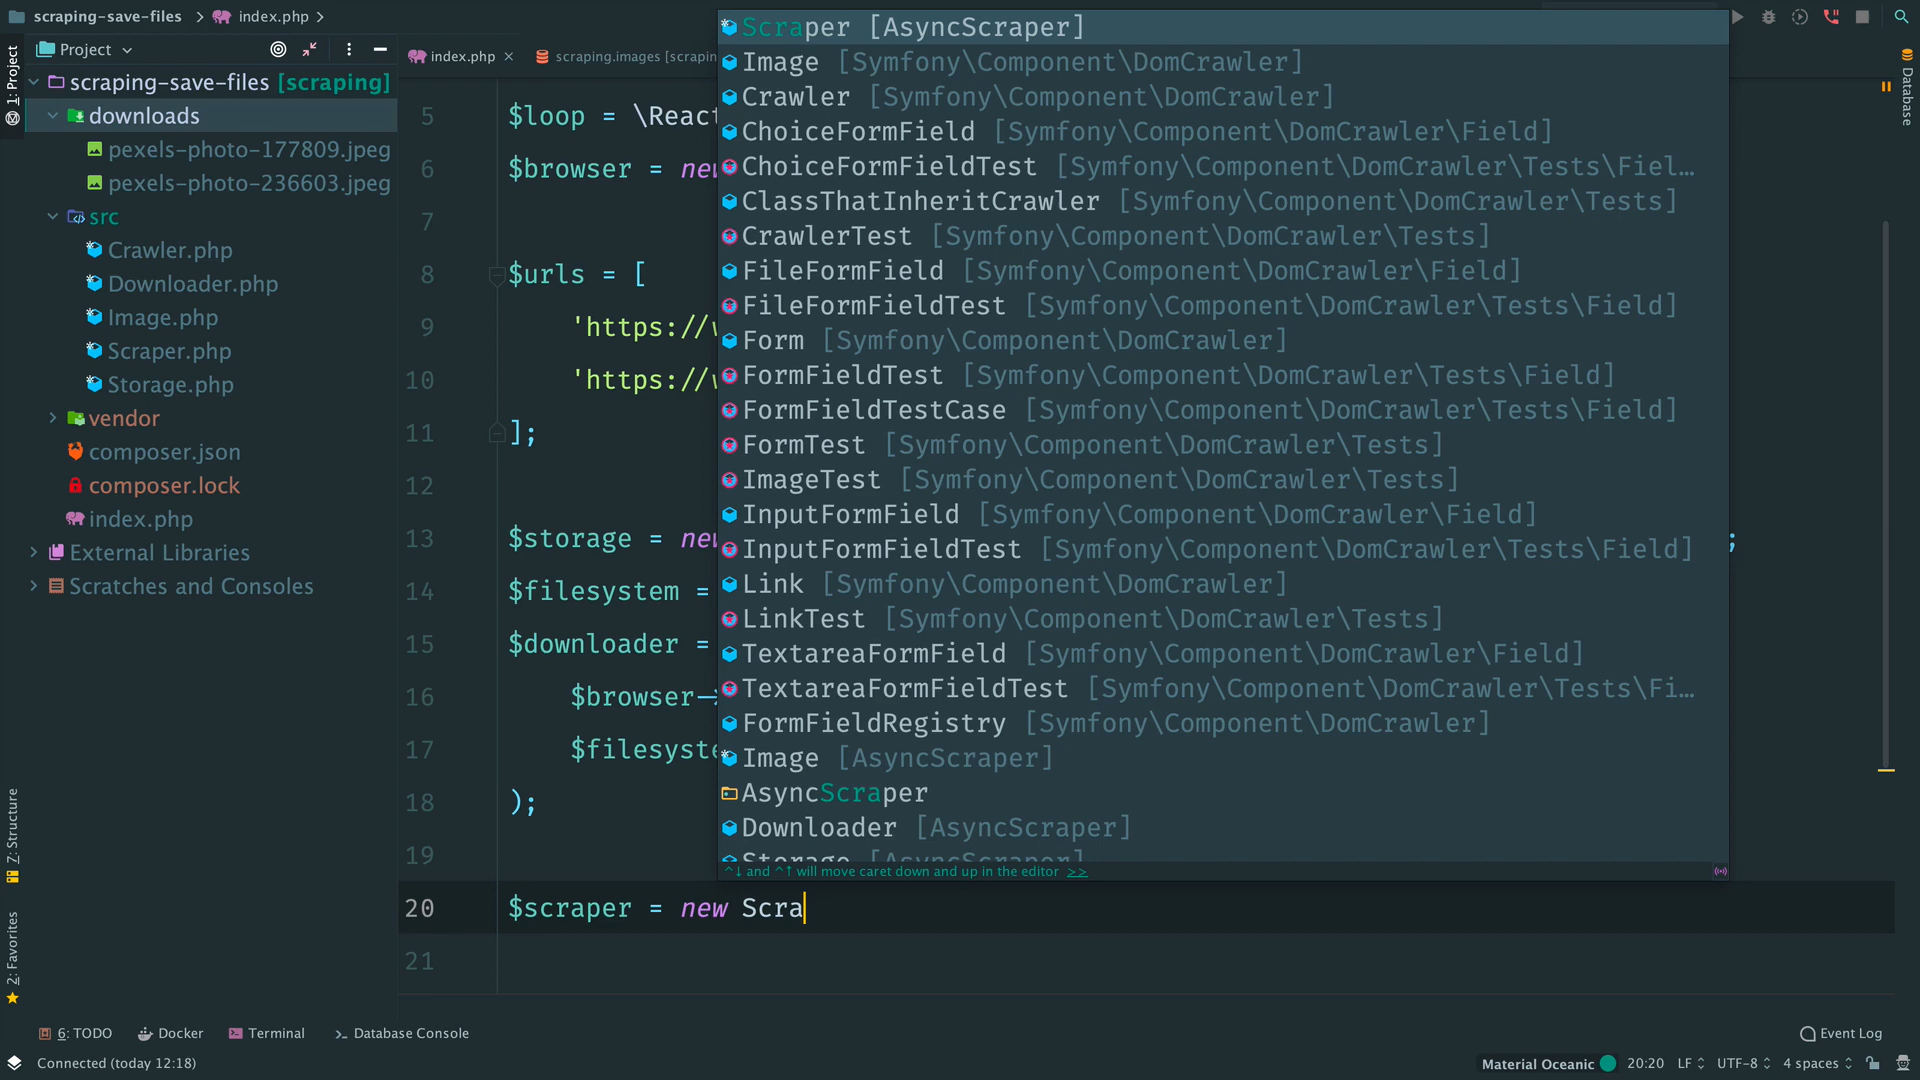 scraping-save-files
index.php
Project
1: Project
scraping-save-files [scraping]
downloads
pexels-photo-177809.jpeg
pexels-photo-236603.jpeg
src
Crawler.php
Downloader.php
Image.php
Scraper.php
Storage.php
vendor
composer.json
composer.lock
index.php
External Libraries
Scratches and Consoles
7: Structure
2: Favorites
index.php
scraping.images [scrapin
5 $loop = \React
6 $browser = new
7
8 $urls = [
9 'https://w
10 'https://w
11 ];
12
13 $storage = new ;
14 $filesystem =
15 $downloader =
16 $browser->
17 $filesyste
18 );
19
20 $scraper = new Scra
21
Scraper [AsyncScraper]
Image [Symfony\Component\DomCrawler]
Crawler [Symfony\Component\DomCrawler]
ChoiceFormField [Symfony\Component\DomCrawler\Field]
ChoiceFormFieldTest [Symfony\Component\DomCrawler\Tests\Fiel…
ClassThatInheritCrawler [Symfony\Component\DomCrawler\Tests]
CrawlerTest [Symfony\Component\DomCrawler\Tests]
FileFormField [Symfony\Component\DomCrawler\Field]
FileFormFieldTest [Symfony\Component\DomCrawler\Tests\Field]
Form [Symfony\Component\DomCrawler]
FormFieldTest [Symfony\Component\DomCrawler\Tests\Field]
FormFieldTestCase [Symfony\Component\DomCrawler\Tests\Field]
FormTest [Symfony\Component\DomCrawler\Tests]
ImageTest [Symfony\Component\DomCrawler\Tests]
InputFormField [Symfony\Component\DomCrawler\Field]
InputFormFieldTest [Symfony\Component\DomCrawler\Tests\Field]
Link [Symfony\Component\DomCrawler]
LinkTest [Symfony\Component\DomCrawler\Tests]
TextareaFormField [Symfony\Component\DomCrawler\Field]
TextareaFormFieldTest [Symfony\Component\DomCrawler\Tests\Fi…
FormFieldRegistry [Symfony\Component\DomCrawler]
Image [AsyncScraper]
AsyncScraper
Downloader [AsyncScraper]
Storage [AsyncScraper]
^↓ and ^↑ will move caret down and up in the editor >>
Database
6: TODO Docker Terminal Database Console Event Log
Connected (today 12:18) Material Oceanic 20:20 LF UTF-8 4 spaces